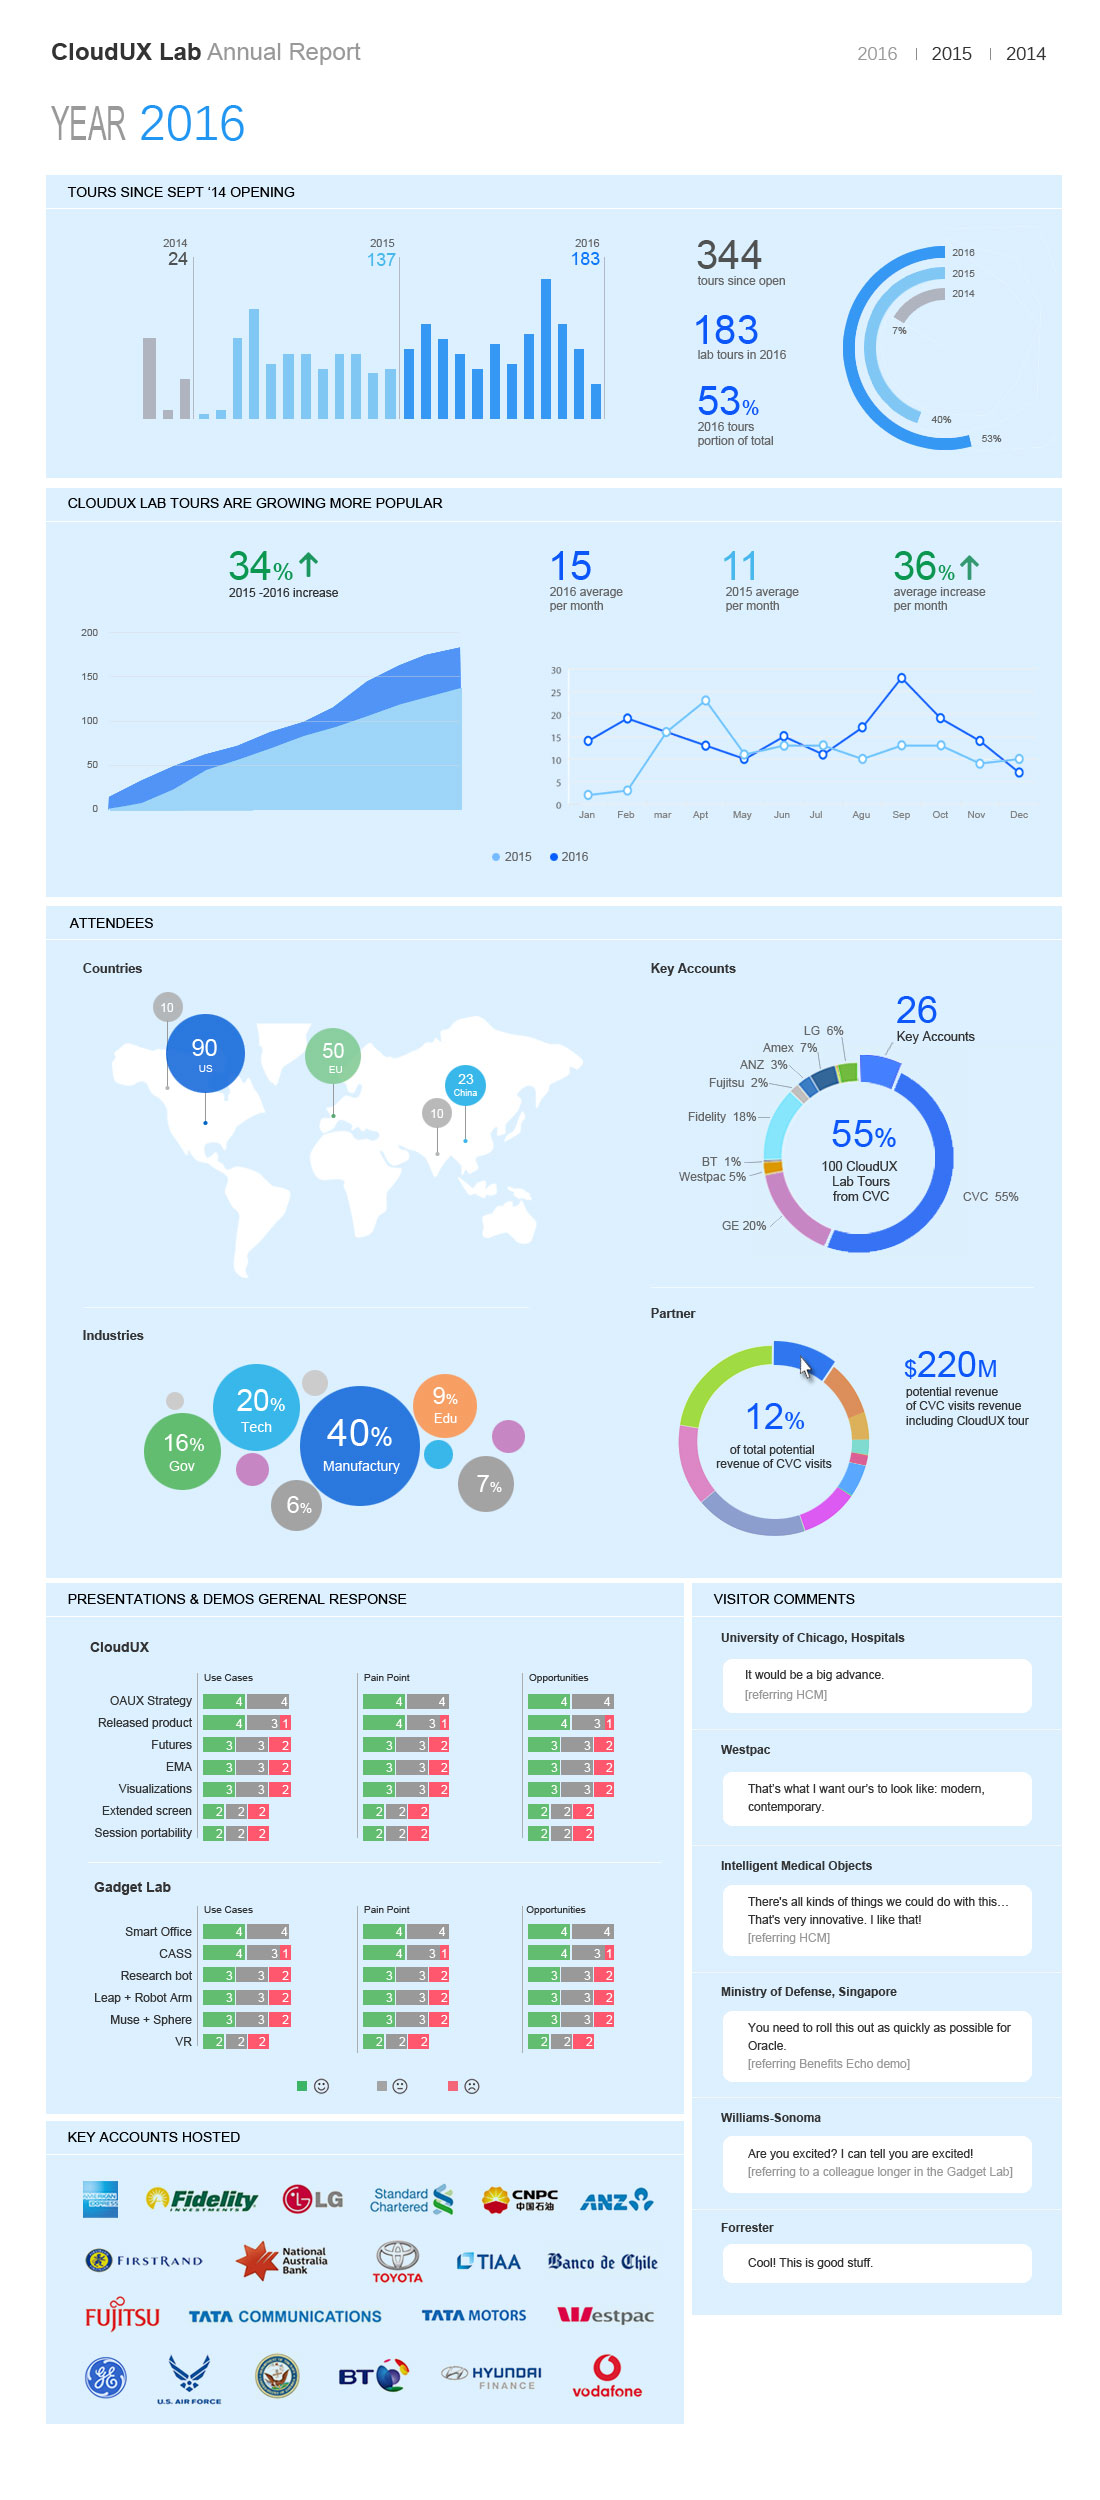 CloudUX Lab Annual Report
2016 | 2015 | 2014
YEAR 2016
TOURS SINCE SEPT ‘14 OPENING
2014
24
2015
137
2016
183
344
tours since open
183
lab tours in 2016
53%
2016 tours
portion of total
2016
2015
2014
7%
40%
53%
CLOUDUX LAB TOURS ARE GROWING MORE POPULAR
34%
2015 -2016 increase
15
2016 average
per month
11
2015 average
per month
36%
average increase
per month
200
150
100
50
0
30
25
20
15
10
5
0
Jan Feb mar Apt May Jun Jul Agu Sep Oct Nov Dec
2015 2016
ATTENDEES
Countries
10
90
US
50
EU
23
China
10
Key Accounts
26
Key Accounts
LG 6%
Amex 7%
ANZ 3%
Fujitsu 2%
Fidelity 18%
BT 1%
Westpac 5%
GE 20%
CVC 55%
55%
100 CloudUX
Lab Tours
from CVC
Industries
20%
Tech
16%
Gov
40%
Manufactury
9%
Edu
6%
7%
Partner
12%
of total potential
revenue of CVC visits
$220M
potential revenue
of CVC visits revenue
including CloudUX tour
PRESENTATIONS & DEMOS GERENAL RESPONSE
CloudUX
Use Cases Pain Point Opportunities
OAUX Strategy 4 4 4 4 4 4
Released product 4 3 1 4 3 1 4 3 1
Futures 3 3 2 3 3 2 3 3 2
EMA 3 3 2 3 3 2 3 3 2
Visualizations 3 3 2 3 3 2 3 3 2
Extended screen 2 2 2 2 2 2 2 2 2
Session portability 2 2 2 2 2 2 2 2 2
Gadget Lab
Use Cases Pain Point Opportunities
Smart Office 4 4 4 4 4 4
CASS 4 3 1 4 3 1 4 3 1
Research bot 3 3 2 3 3 2 3 3 2
Leap + Robot Arm 3 3 2 3 3 2 3 3 2
Muse + Sphere 3 3 2 3 3 2 3 3 2
VR 2 2 2 2 2 2 2 2 2
VISITOR COMMENTS
University of Chicago, Hospitals
It would be a big advance.
[referring HCM]
Westpac
That's what I want our's to look like: modern,
contemporary.
Intelligent Medical Objects
There's all kinds of things we could do with this…
That's very innovative. I like that!
[referring HCM]
Ministry of Defense, Singapore
You need to roll this out as quickly as possible for
Oracle.
[referring Benefits Echo demo]
Williams-Sonoma
Are you excited? I can tell you are excited!
[referring to a colleague longer in the Gadget Lab]
Forrester
Cool! This is good stuff.
KEY ACCOUNTS HOSTED
AMERICAN
EXPRESS
Fidelity
INVESTMENTS
LG
Standard
Chartered
CNPC
中国石油
ANZ
FIRSTRAND
National
Australia
Bank
TOYOTA
TIAA
Banco de Chile
FUJITSU
TATA COMMUNICATIONS
TATA MOTORS
Westpac
GE
U.S. AIR FORCE
BT
HYUNDAI
FINANCE
vodafone